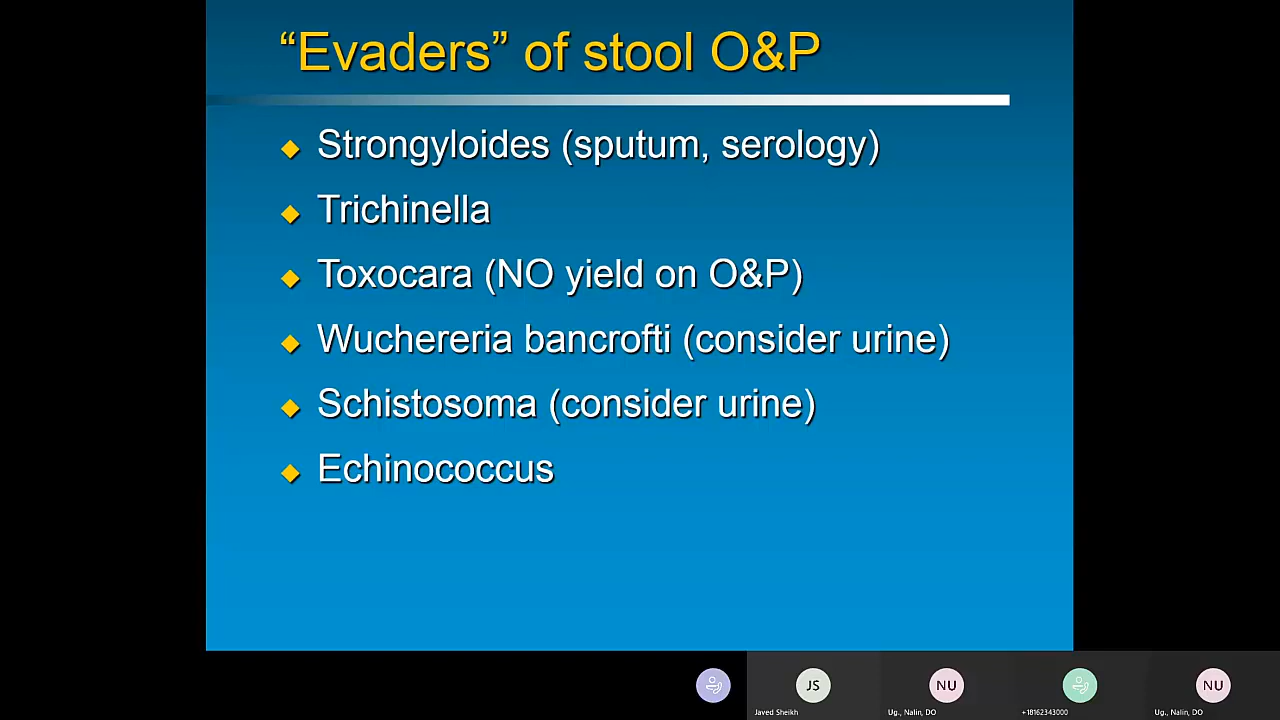 “Evaders” of stool O&P
Strongyloides (sputum, serology)
Trichinella
Toxocara (NO yield on O&P)
Wuchereria bancrofti (consider urine)
Schistosoma (consider urine)
Echinococcus
JS
NU
NU
Javed Sheikh
Ug., Nalin, DO
+18162343000
Ug., Nalin, DO